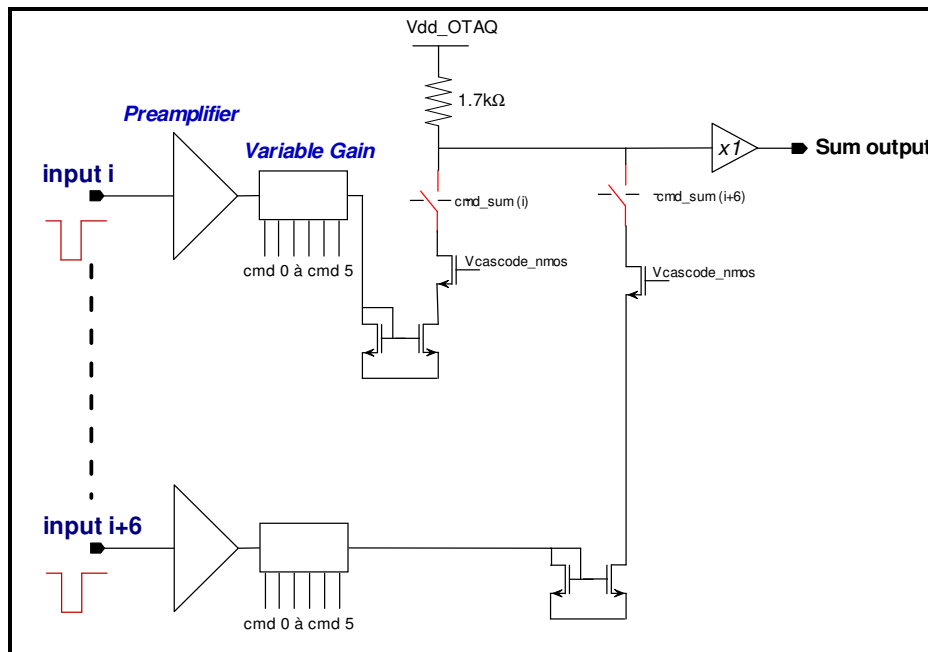 Vdd_OTAQ
1.7kΩ
Preamplifier
Variable Gain
x1
Sum output
input i
cmd_sum (i)
cmd_sum (i+6)
cmd 0 à cmd 5
Vcascode_nmos
Vcascode_nmos
input i+6
cmd 0 à cmd 5